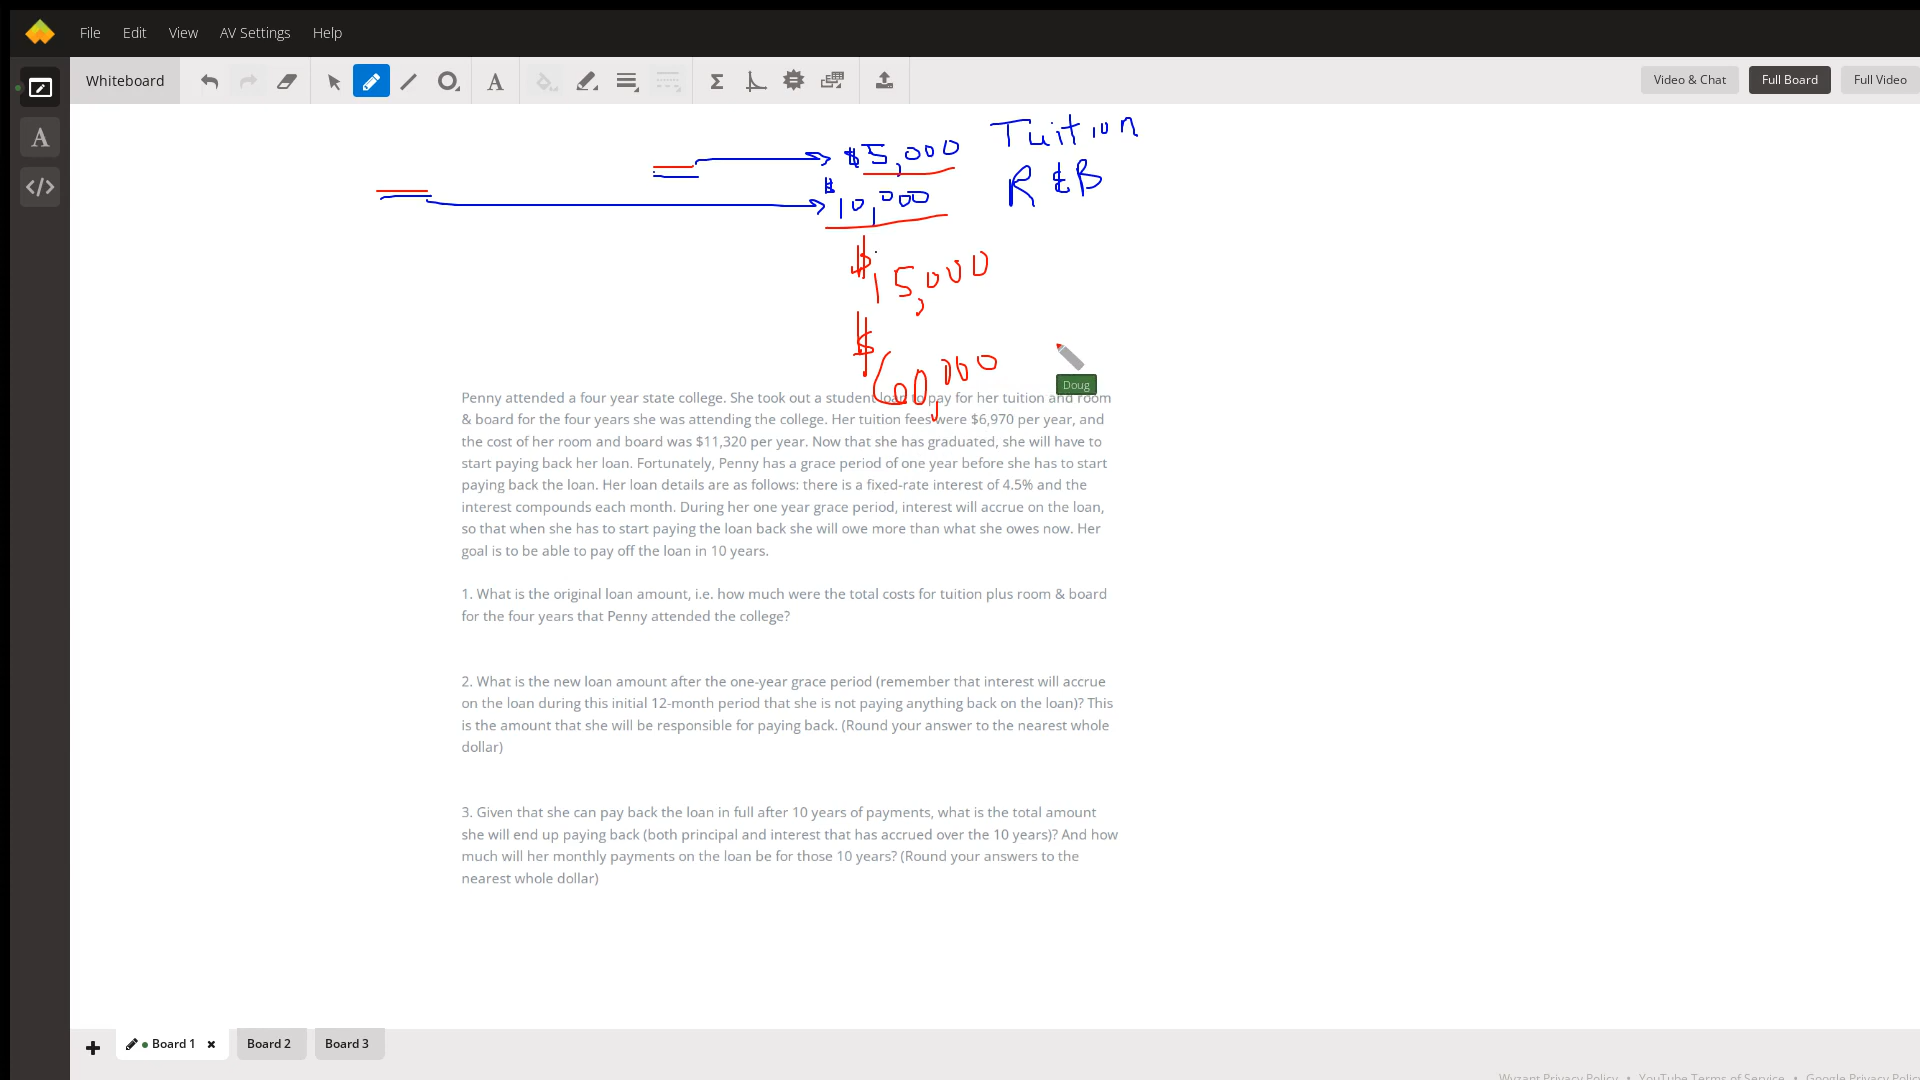 File Edit View AV Settings Help
Whiteboard A Σ Video & Chat Full Board Full Video
A
$5,000 Tuition
$10,000 R & B
$15,000
$60,000
Doug
Penny attended a four year state college. She took out a student loan to pay for her tuition and room
& board for the four years she was attending the college. Her tuition fees were $6,970 per year, and
the cost of her room and board was $11,320 per year. Now that she has graduated, she will have to
start paying back her loan. Fortunately, Penny has a grace period of one year before she has to start
paying back the loan. Her loan details are as follows: there is a fixed-rate interest of 4.5% and the
interest compounds each month. During her one year grace period, interest will accrue on the loan,
so that when she has to start paying the loan back she will owe more than what she owes now. Her
goal is to be able to pay off the loan in 10 years.
1. What is the original loan amount, i.e. how much were the total costs for tuition plus room & board
for the four years that Penny attended the college?
2. What is the new loan amount after the one-year grace period (remember that interest will accrue
on the loan during this initial 12-month period that she is not paying anything back on the loan)? This
is the amount that she will be responsible for paying back. (Round your answer to the nearest whole
dollar)
3. Given that she can pay back the loan in full after 10 years of payments, what is the total amount
she will end up paying back (both principal and interest that has accrued over the 10 years)? And how
much will her monthly payments on the loan be for those 10 years? (Round your answers to the
nearest whole dollar)
Board 1 Board 2 Board 3
Wyzant Privacy Policy • YouTube Terms of Service • Google Privacy Policy